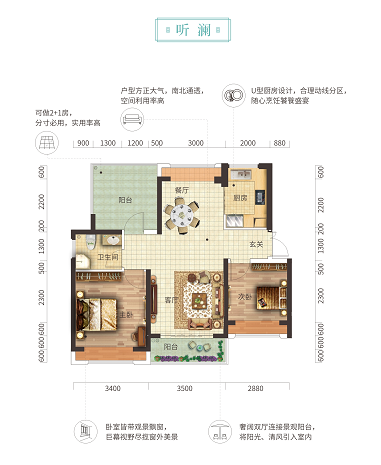 听澜
户型方正大气，南北通透，
空间利用率高
U型厨房设计，合理动线分区，
随心烹饪餐餐盛宴
可做2+1房，
分寸必用，实用率高
900 1300 1200 500 3000 2000 880
600 2200 200 1300 500 2300 600 600
阳台
餐厅
厨房
600 2200 200 1300 500 2300 600 600
卫生间
玄关
主卧
客厅
次卧
阳台
3400 3500 2880
卧室皆带观景飘窗，
巨幕视野尽揽窗外美景
奢阔双厅连接景观阳台，
将阳光、清风引入室内